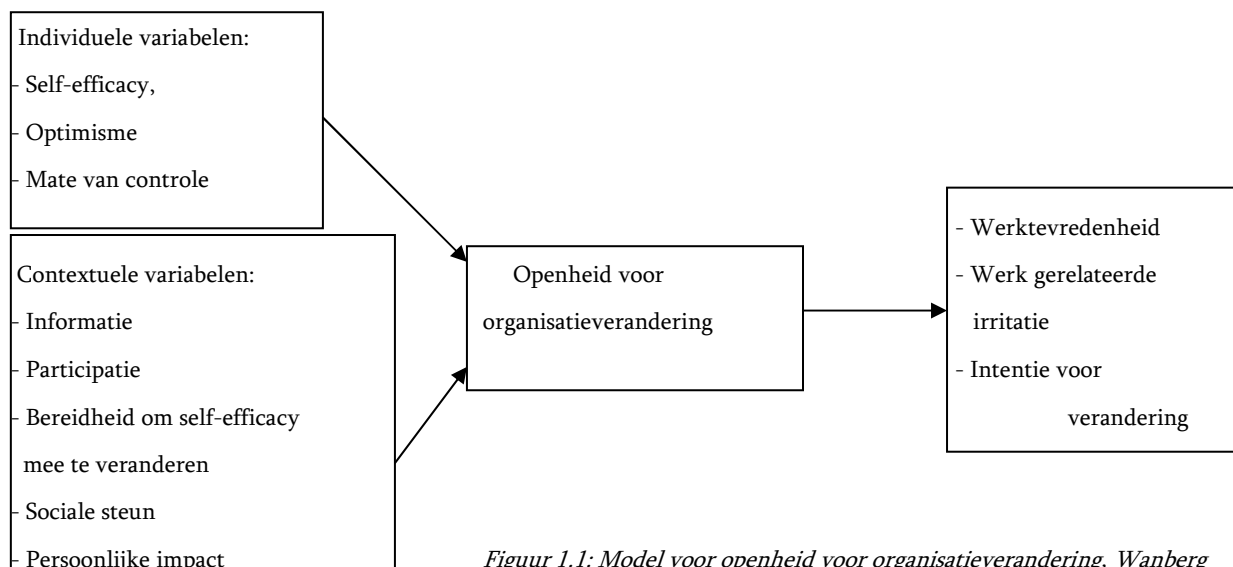 Individuele variabelen:
- Self-efficacy,
- Optimisme
- Mate van controle
Contextuele variabelen:
- Informatie
- Participatie
- Bereidheid om self-efficacy
mee te veranderen
- Sociale steun
- Persoonlijke impact
Openheid voor
organisatieverandering
- Werktevredenheid
- Werk gerelateerde
irritatie
- Intentie voor
verandering
Figuur 1.1: Model voor openheid voor organisatieverandering, Wanberg